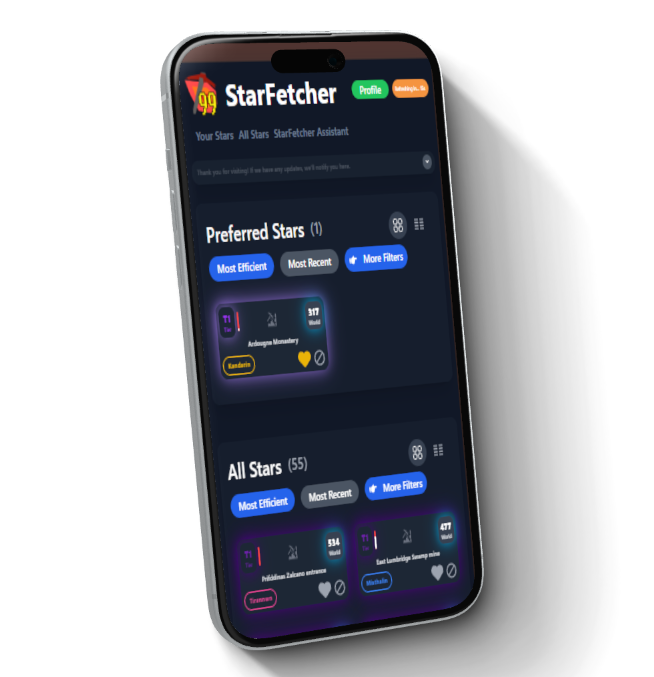 99
StarFetcher
Profile
Your Stars All Stars StarFetcher Assistant
Thank you for visiting! If we have any updates, we'll notify you here.
Preferred Stars (1)
Most Efficient
Most Recent
More Filters
T1
Tier
317
World
Ardougne Monastery
Kandarin
All Stars (55)
Most Efficient
Most Recent
More Filters
T1
Tier
534
World
T1
Tier
477
World
Prifddinas Zalcano entrance
East Lumbridge Swamp mine
Tirannwn
Misthalin